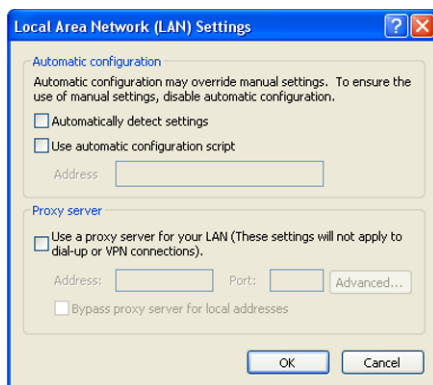 Local Area Network (LAN) Settings
Automatic configuration
Automatic configuration may override manual settings. To ensure the
use of manual settings, disable automatic configuration.
Automatically detect settings
Use automatic configuration script
Address
Proxy server
Use a proxy server for your LAN (These settings will not apply to
dial-up or VPN connections).
Address: Port: Advanced...
Bypass proxy server for local addresses
OK Cancel